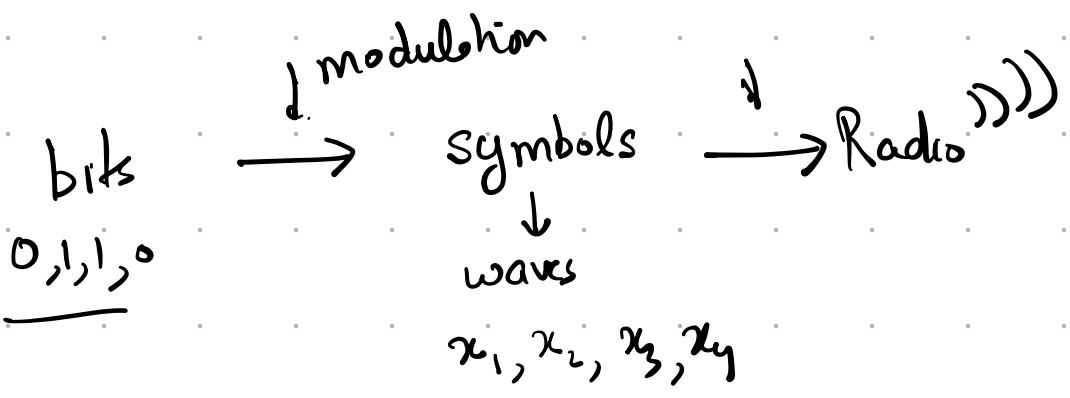 modulation
bits → symbols → Radio
0,1,1,0
↓
waves
x₁, x₂, x₃, x₄